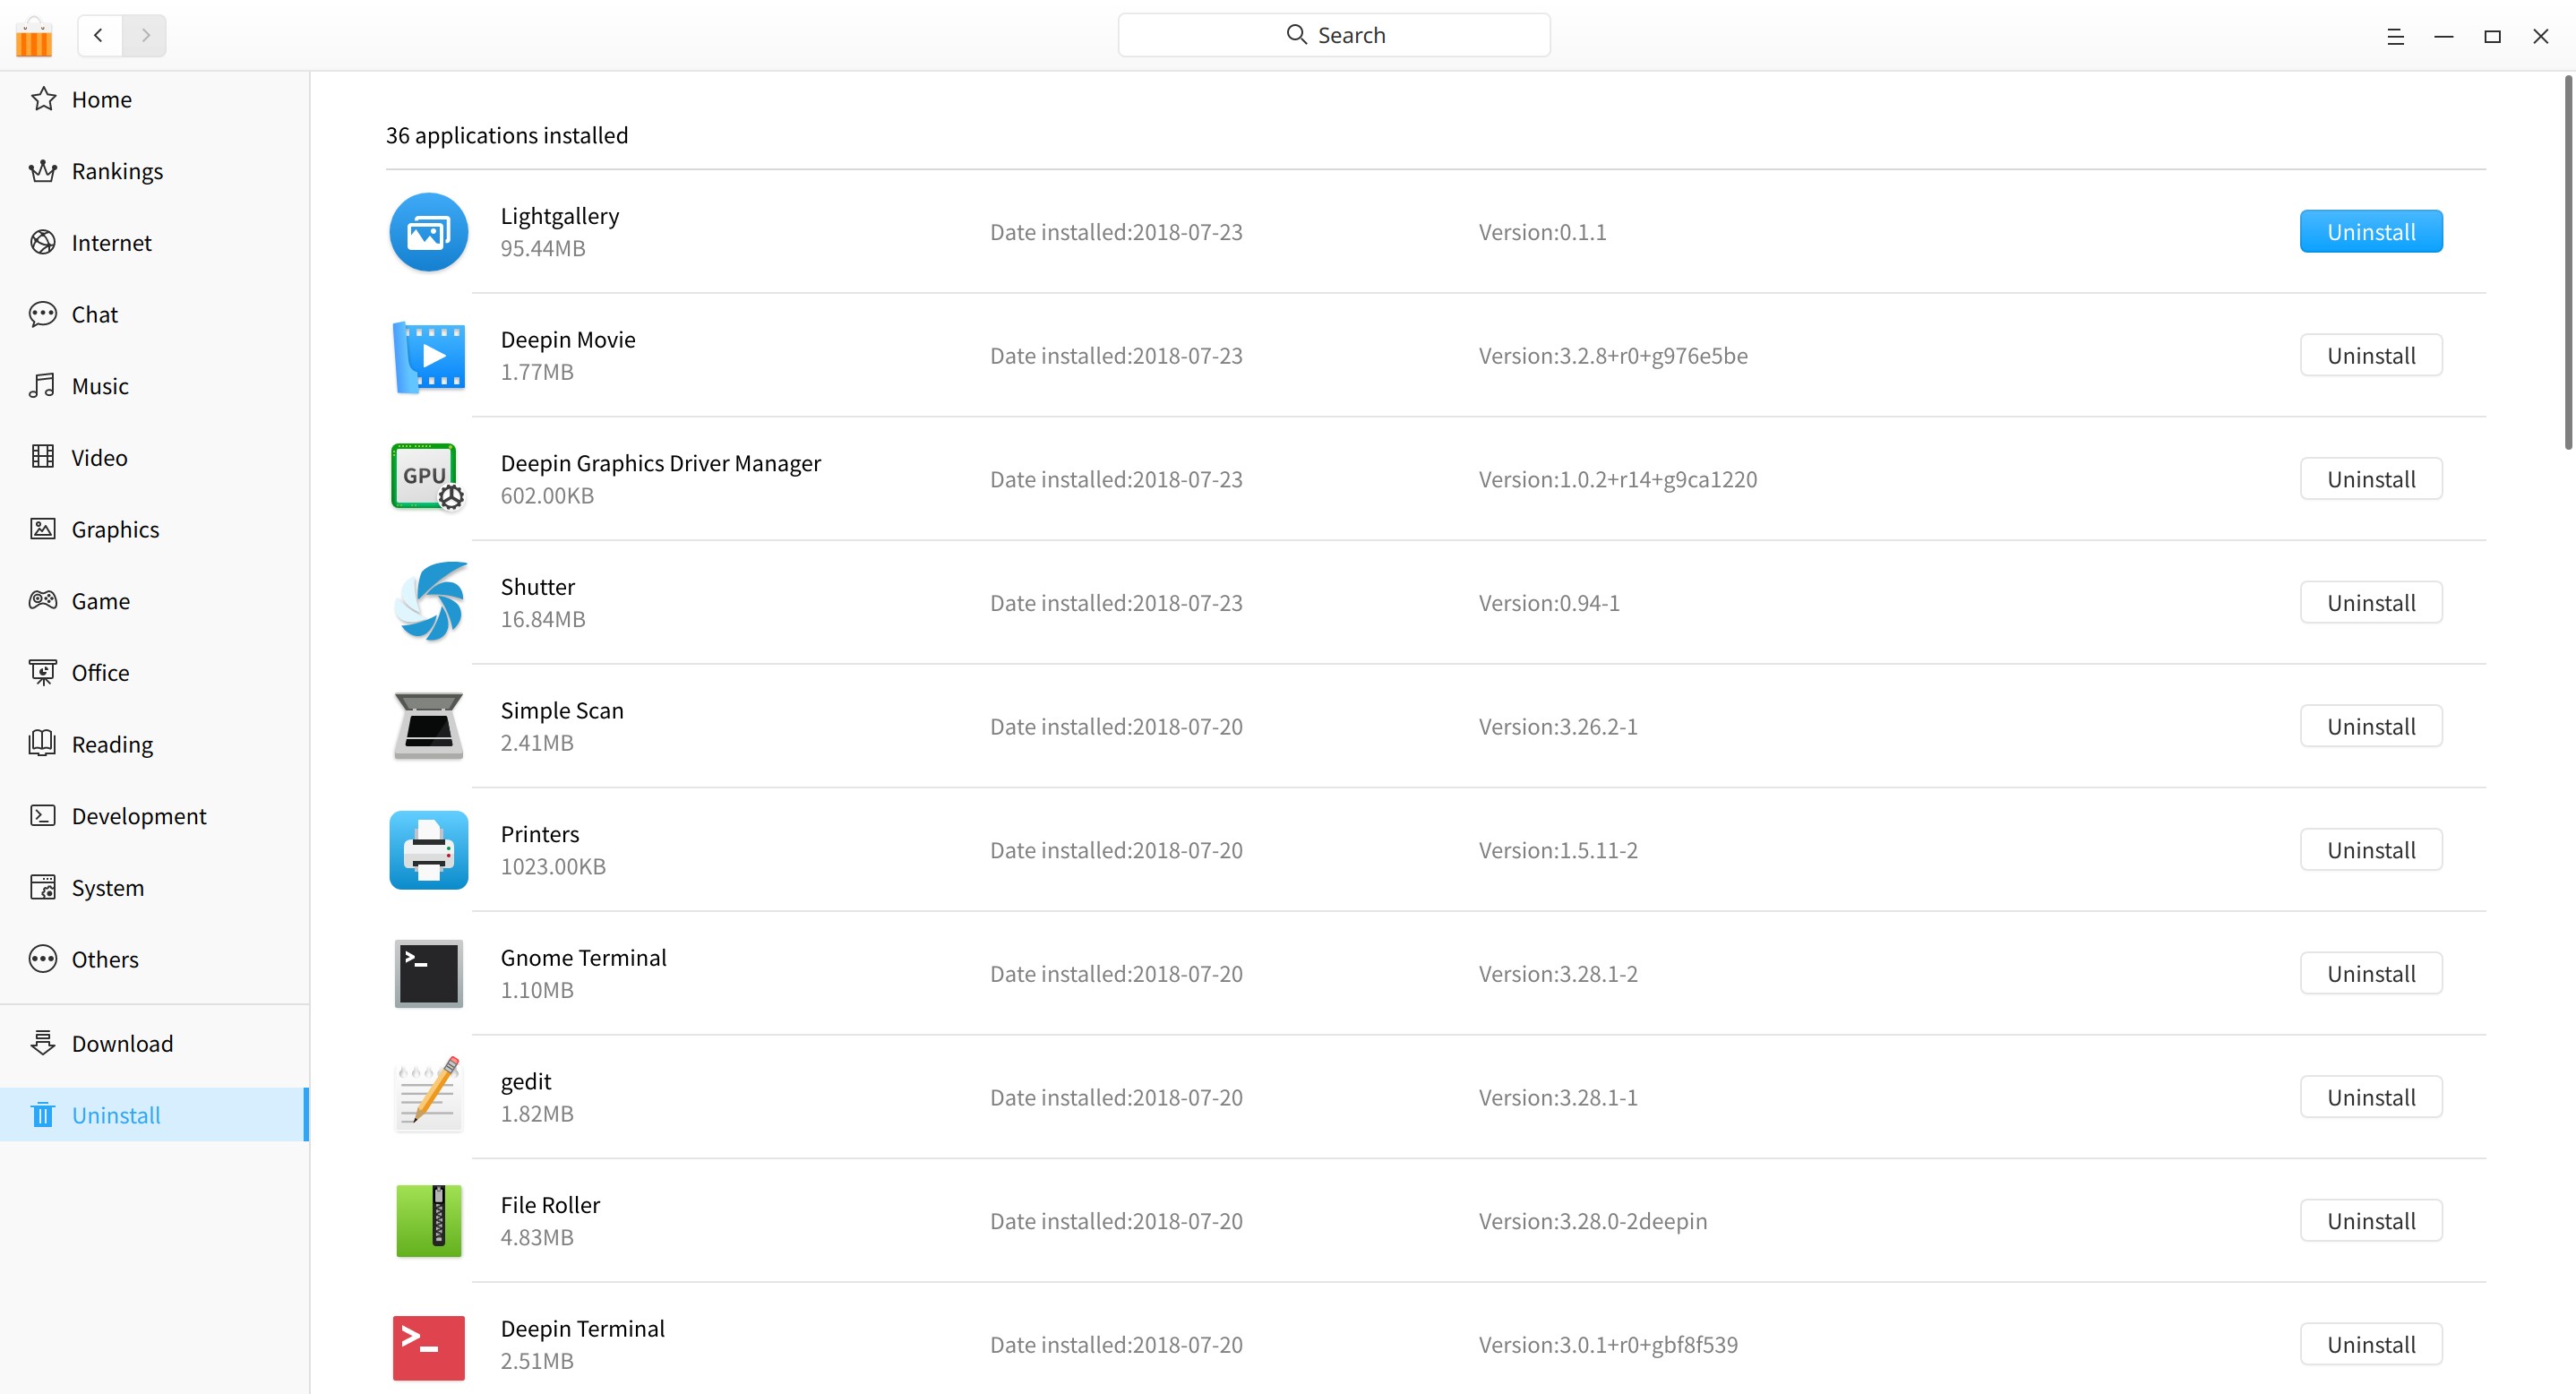 Search
Home
Rankings
Internet
Chat
Music
Video
Graphics
Game
Office
Reading
Development
System
Others
Download
Uninstall
36 applications installed
Lightgallery
95.44MB
Date installed:2018-07-23
Version:0.1.1
Uninstall
Deepin Movie
1.77MB
Date installed:2018-07-23
Version:3.2.8+r0+g976e5be
Uninstall
GPU
Deepin Graphics Driver Manager
602.00KB
Date installed:2018-07-23
Version:1.0.2+r14+g9ca1220
Uninstall
Shutter
16.84MB
Date installed:2018-07-23
Version:0.94-1
Uninstall
Simple Scan
2.41MB
Date installed:2018-07-20
Version:3.26.2-1
Uninstall
Printers
1023.00KB
Date installed:2018-07-20
Version:1.5.11-2
Uninstall
Gnome Terminal
1.10MB
Date installed:2018-07-20
Version:3.28.1-2
Uninstall
gedit
1.82MB
Date installed:2018-07-20
Version:3.28.1-1
Uninstall
File Roller
4.83MB
Date installed:2018-07-20
Version:3.28.0-2deepin
Uninstall
Deepin Terminal
2.51MB
Date installed:2018-07-20
Version:3.0.1+r0+gbf8f539
Uninstall